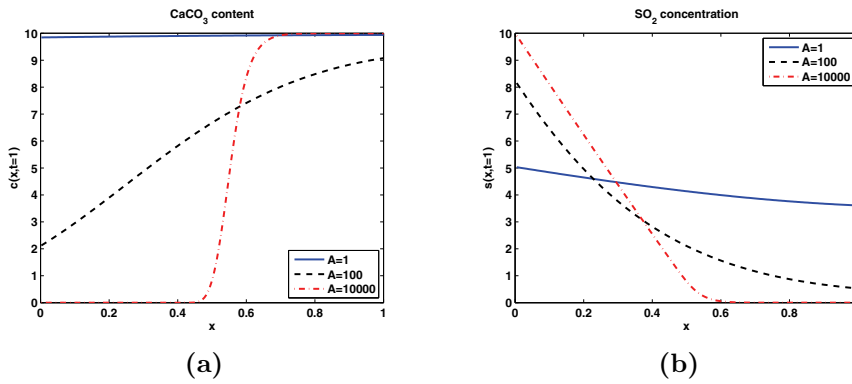 CaCO3 content
c(x,t=1)
10
9
8
7
6
5
4
3
2
1
0
0
0.2
0.4
0.6
0.8
1
x
A=1
A=100
A=10000
(a)
SO2 concentration
s(x,t=1)
10
9
8
7
6
5
4
3
2
1
0
0
0.2
0.4
0.6
0.8
x
A=1
A=100
A=10000
(b)